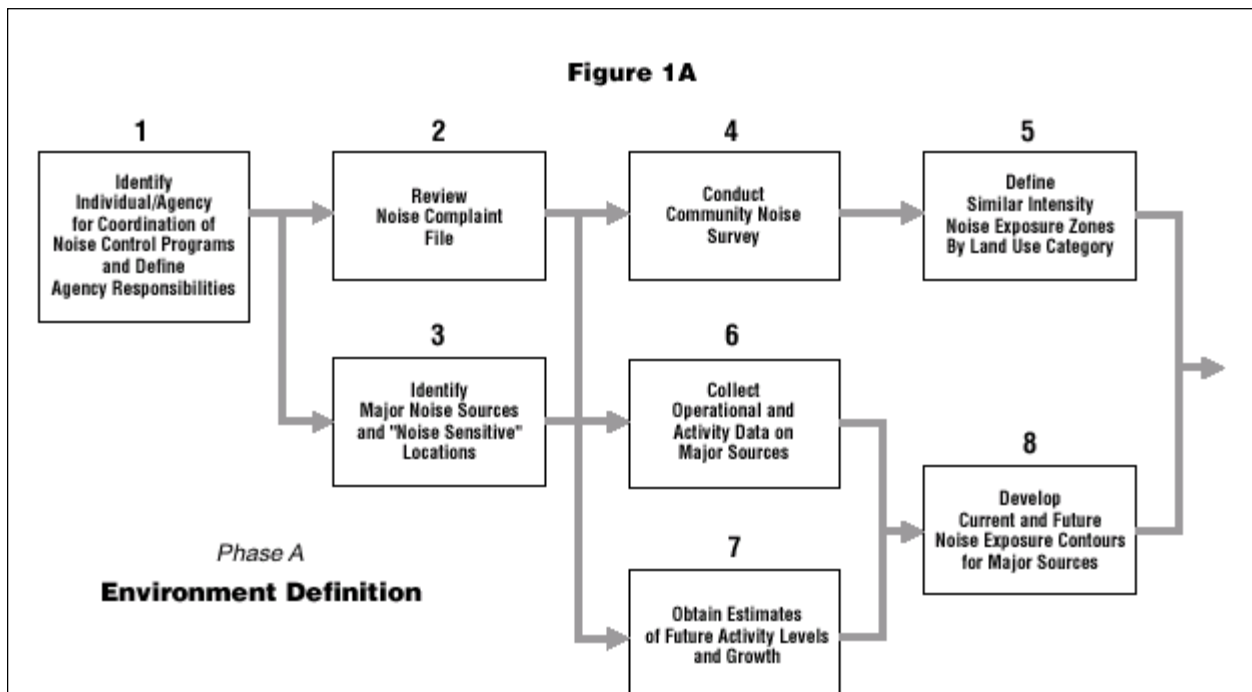 Figure 1A
1
Identify
Individual/Agency
for Coordination of
Noise Control Programs
and Define
Agency Responsibilities
2
Review
Noise Complaint
File
3
Identify
Major Noise Sources
and "Noise Sensitive"
Locations
4
Conduct
Community Noise
Survey
5
Define
Similar Intensity
Noise Exposure Zones
By Land Use Category
6
Collect
Operational and
Activity Data on
Major Sources
7
Obtain Estimates
of Future Activity Levels
and Growth
8
Develop
Current and Future
Noise Exposure Contours
for Major Sources
Phase A
Environment Definition